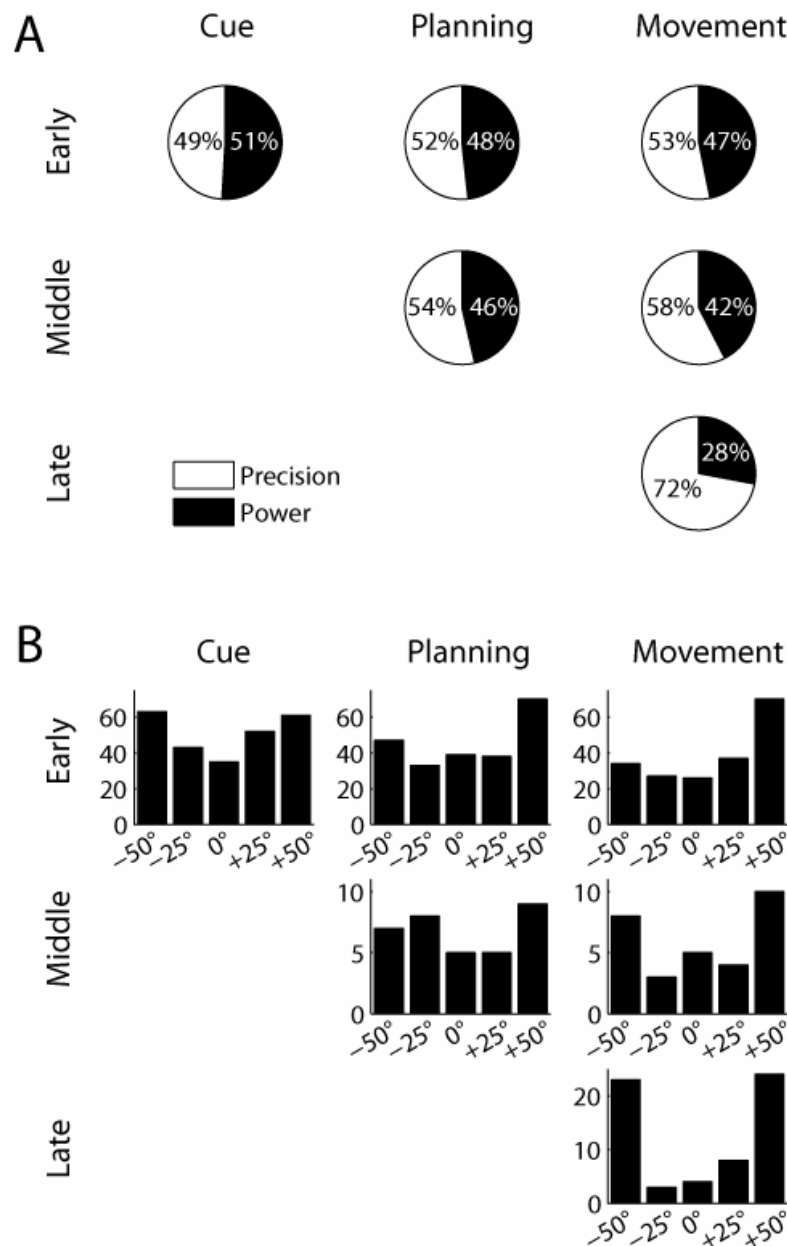 A
Cue Planning Movement
Early
49% 51% 52% 48% 53% 47%
Middle
54% 46% 58% 42%
Late
28%
72%
Precision
Power
B
Cue Planning Movement
Early
60 60 60
40 40 40
20 20 20
0 0 0
−50° −25° 0° +25° +50° −50° −25° 0° +25° +50° −50° −25° 0° +25° +50°
Middle
10 10
5 5
0 0
−50° −25° 0° +25° +50° −50° −25° 0° +25° +50°
Late
20
10
0
−50° −25° 0° +25° +50°